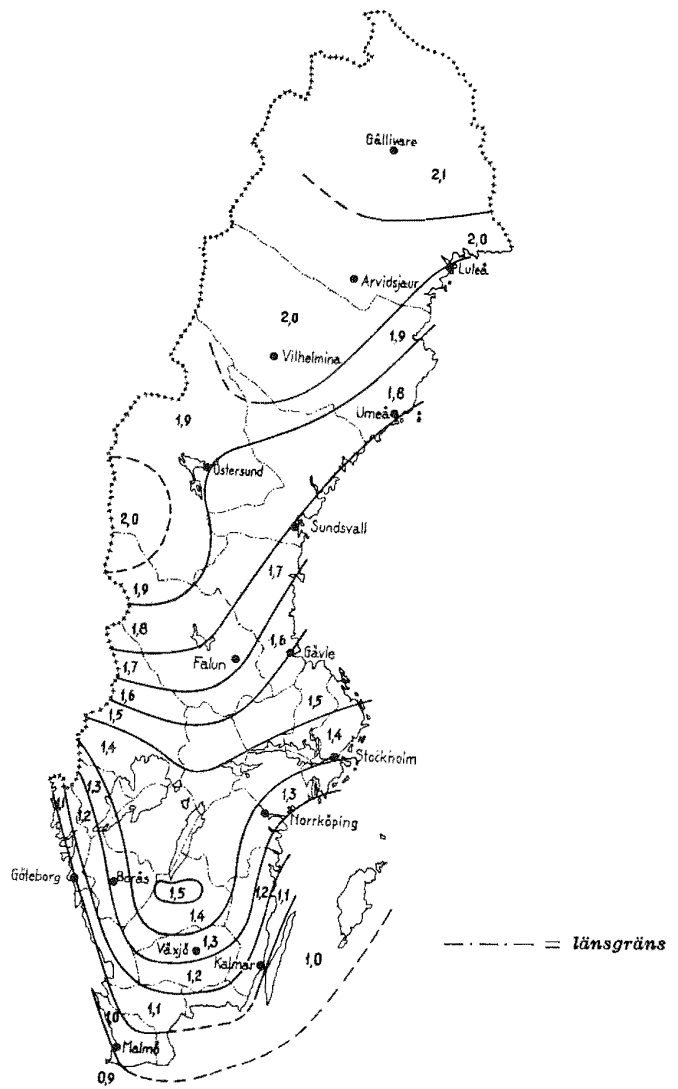 Gällivare
2,1
2,0
Luleå
Arvidsjaur
2,0
1,9
Vilhelmina
1,8
Umeå
1,9
Östersund
2,0
Sundsvall
1,7
1,9
1,8
1,6
Gävle
Falun
1,7
1,6
1,5
1,5
1,4
1,4
Stockholm
1,3
1,3
1,1
1,2
Norrköping
Göteborg
Borås
1,5
1,2
1,1
1,4
1,3
Växjö
1,0
länsgräns
Kalmar
1,2
1,1
1,0
Malmö
0,9